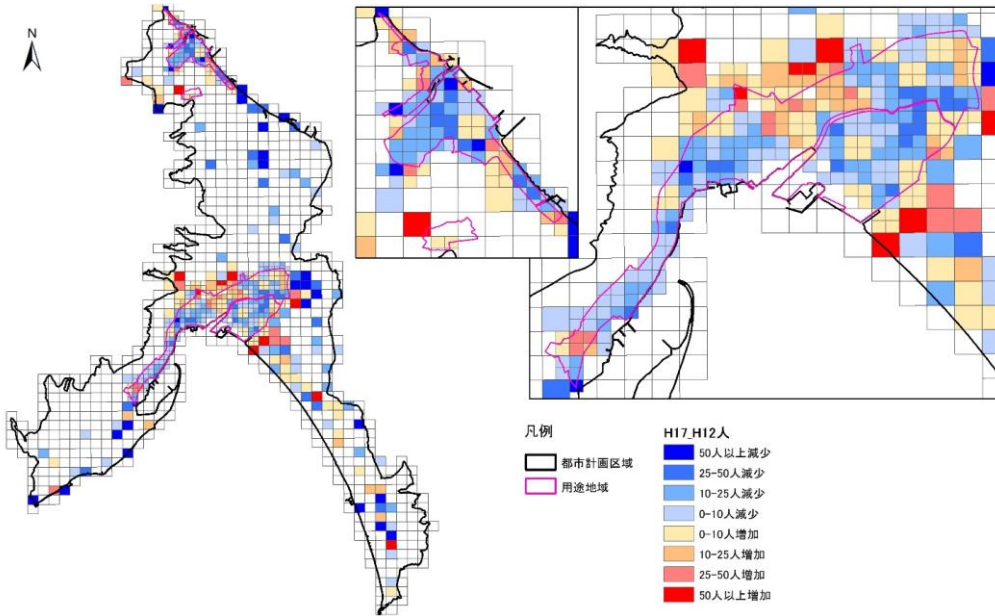 N
凡例
都市計画区域
用途地域
H17_H12人
50人以上減少
25-50人減少
10-25人減少
0-10人減少
0-10人増加
10-25人増加
25-50人増加
50人以上増加